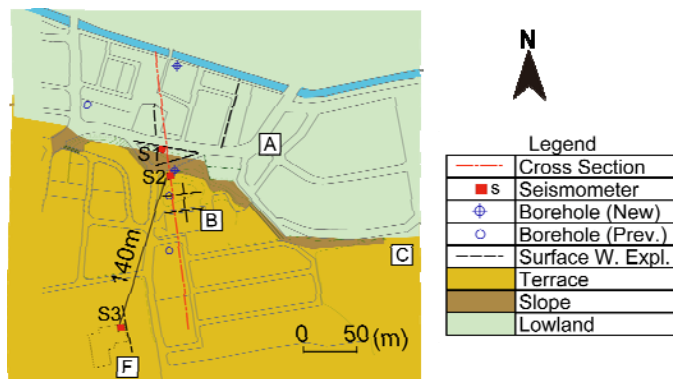 N
A
S1
S2
B
140m
C
S3
0 50 (m)
F
Legend
Cross Section
S Seismometer
Borehole (New)
Borehole (Prev.)
Surface W. Expl.
Terrace
Slope
Lowland